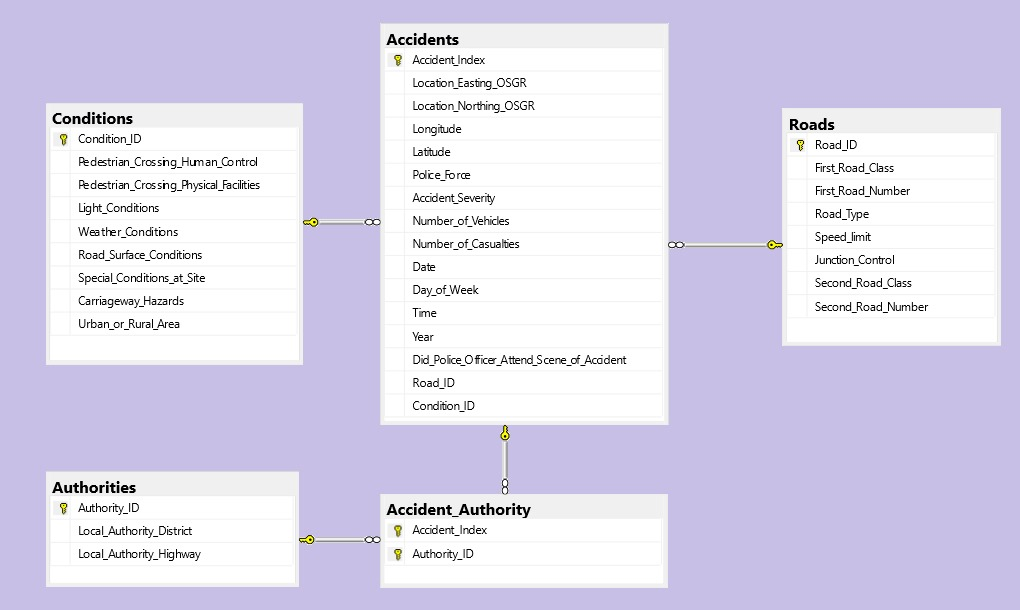 Accidents
Accident_Index
Location_Easting_OSGR
Location_Northing_OSGR
Longitude
Latitude
Police_Force
Accident_Severity
Number_of_Vehicles
Number_of_Casualties
Date
Day_of_Week
Time
Year
Did_Police_Officer_Attend_Scene_of_Accident
Road_ID
Condition_ID
Conditions
Condition_ID
Pedestrian_Crossing_Human_Control
Pedestrian_Crossing_Physical_Facilities
Light_Conditions
Weather_Conditions
Road_Surface_Conditions
Special_Conditions_at_Site
Carriageway_Hazards
Urban_or_Rural_Area
Roads
Road_ID
First_Road_Class
First_Road_Number
Road_Type
Speed_limit
Junction_Control
Second_Road_Class
Second_Road_Number
Authorities
Authority_ID
Local_Authority_District
Local_Authority_Highway
Accident_Authority
Accident_Index
Authority_ID